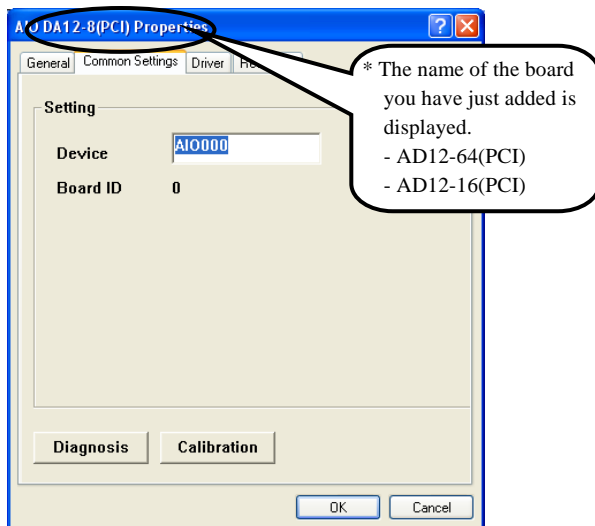 AIO DA12-8(PCI) Properties
General Common Settings Driver
* The name of the board
you have just added is
displayed.
- AD12-64(PCI)
- AD12-16(PCI)
Setting
Device AIO000
Board ID 0
Diagnosis Calibration
OK Cancel